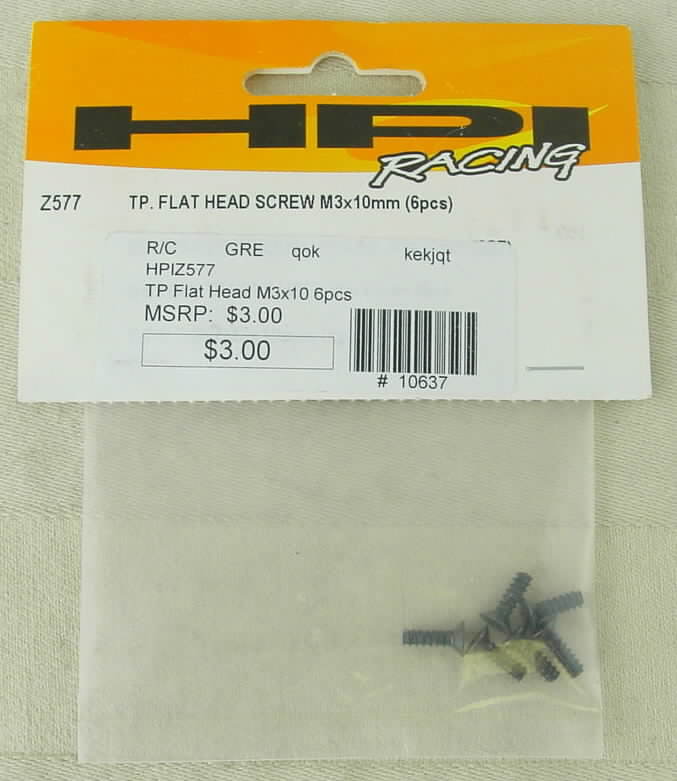 HPI
RACING
Z577 TP. FLAT HEAD SCREW M3x10mm (6pcs)
R/C GRE qok kekjqt
HPIZ577
TP Flat Head M3x10 6pcs
MSRP: $3.00
$3.00
# 10637